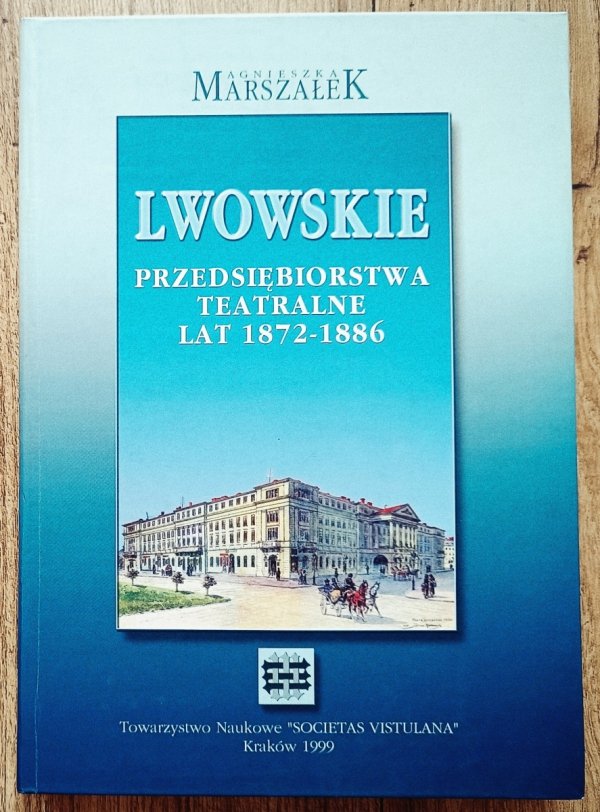 AGNIESZKA
MARSZAŁEK
LWOWSKIE
PRZEDSIĘBIORSTWA
TEATRALNE
LAT 1872-1886
Towarzystwo Naukowe "SOCIETAS VISTULANA"
Kraków 1999